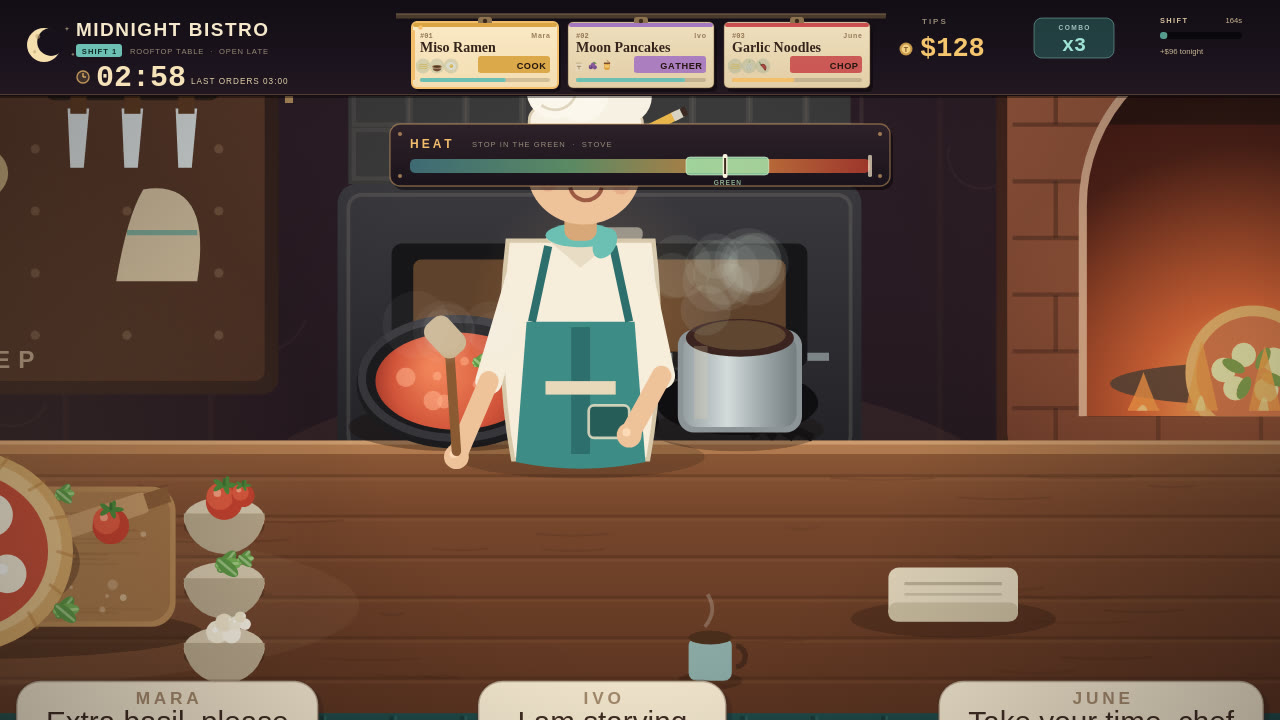 MIDNIGHT BISTRO
SHIFT 1 ROOFTOP TABLE · OPEN LATE
02:58 LAST ORDERS 03:00
#01 Mara
Miso Ramen
COOK
#02 Ivo
Moon Pancakes
GATHER
#03 June
Garlic Noodles
CHOP
TIPS
$128
COMBO
x3
SHIFT 164s
+$96 tonight
HEAT STOP IN THE GREEN · STOVE
GREEN
EP
MARA
Extra basil, please
IVO
I am starving
JUNE
Take your time, chef